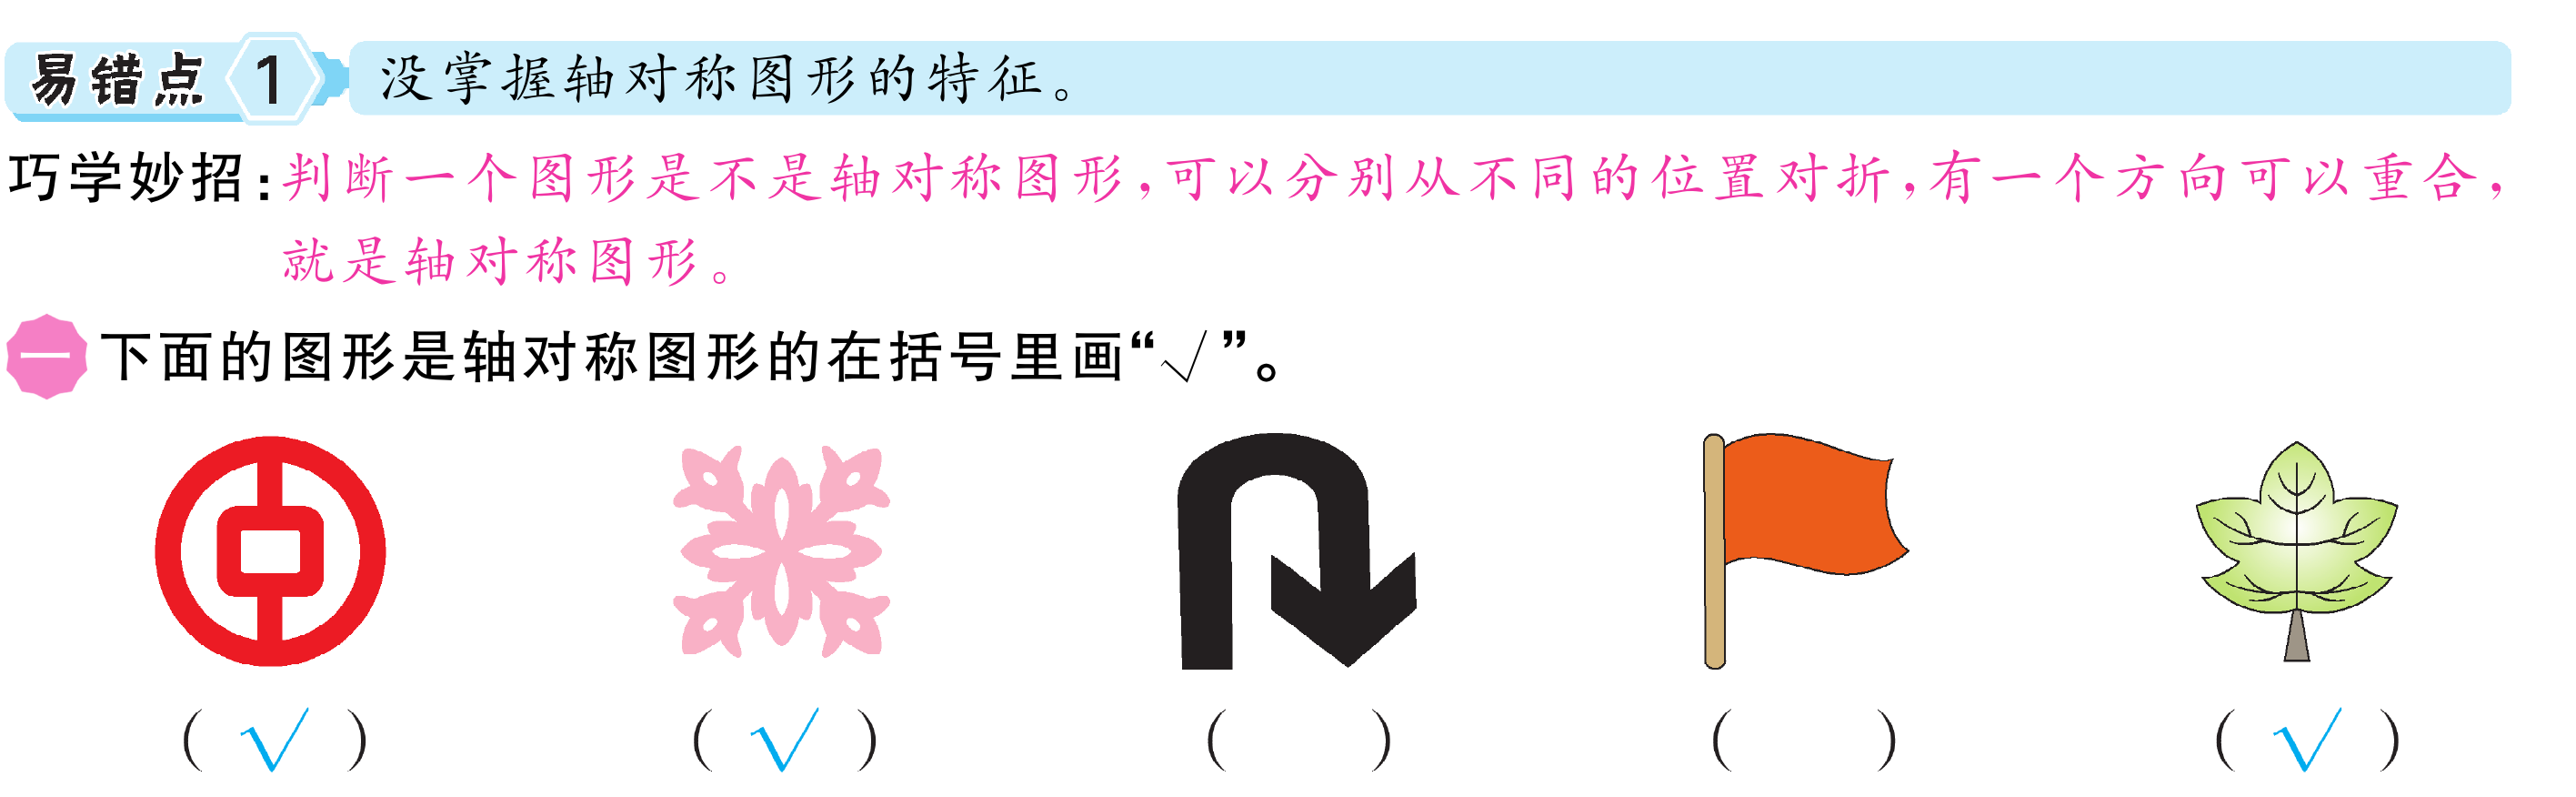 易错点 1 没掌握轴对称图形的特征。
巧学妙招:判断一个图形是不是轴对称图形,可以分别从不同的位置对折,有一个方向可以重合,
就是轴对称图形。
一 下面的图形是轴对称图形的在括号里画“√”。
( √ ) ( √ ) ( ) ( ) ( √ )